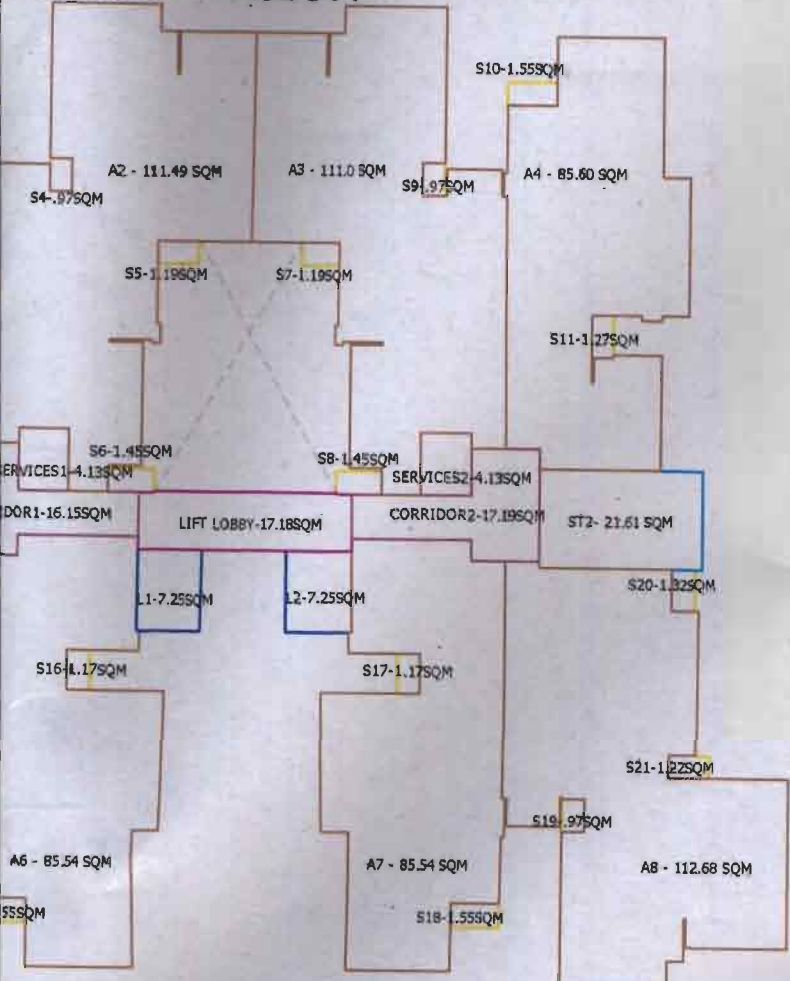 S10-1.55SQM
A2 - 111.49 SQM
A3 - 111.0 SQM
A4 - 85.60 SQM
S4-.97SQM
S9-.97SQM
S5-1.19SQM
S7-1.19SQM
S11-1.27SQM
S6-1.45SQM
S8-1.45SQM
ERVICES1-4.13SQM
SERVICES2-4.13SQM
DOR1-16.15SQM
LIFT LOBBY-17.18SQM
CORRIDOR2-17.19SQM
ST2- 21.61 SQM
L1-7.25SQM
L2-7.25SQM
S20-1.32SQM
S16-1.17SQM
S17-1.17SQM
S21-1.22SQM
S19-.97SQM
A6 - 85.54 SQM
A7 - 85.54 SQM
A8 - 112.68 SQM
55SQM
S18-1.55SQM